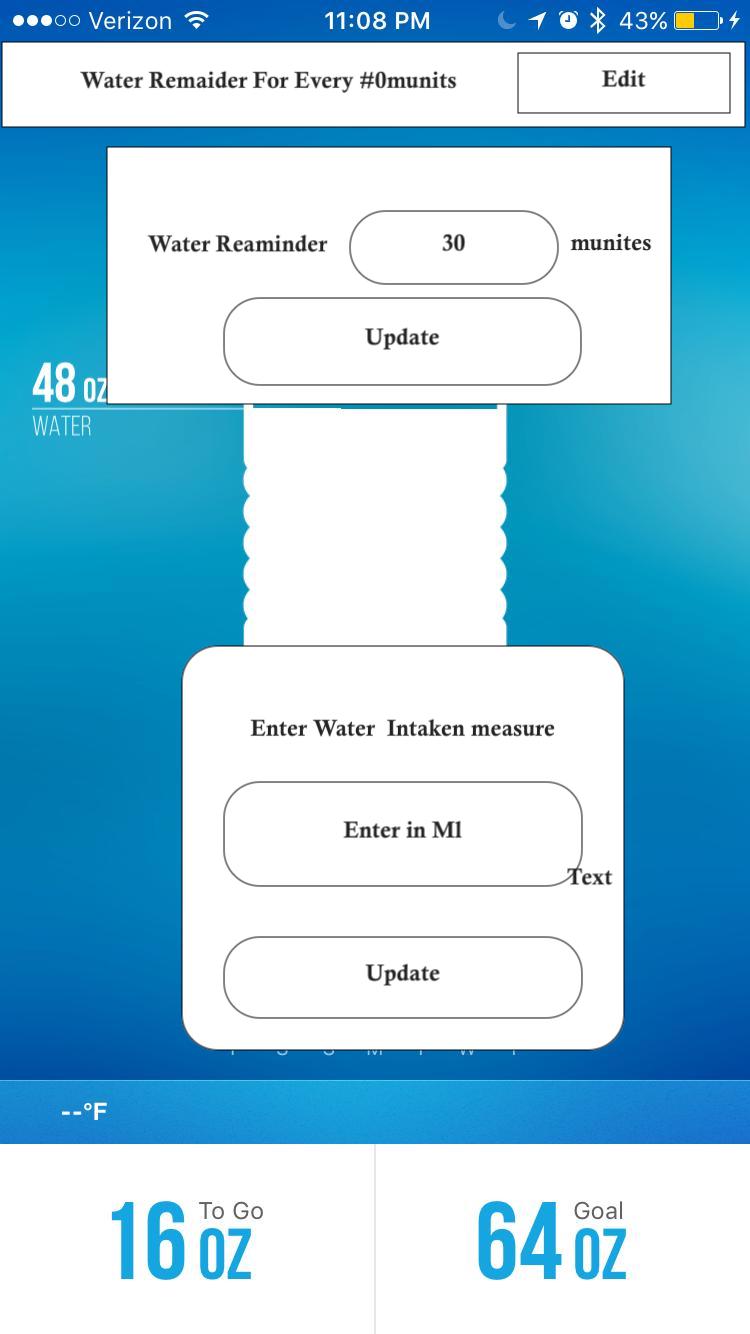 Verizon 11:08 PM 43%
Water Remaider For Every #0munits Edit
Water Reaminder 30 munites
Update
48 OZ
WATER
Enter Water Intaken measure
Enter in Ml
Text
Update
--°F
16 To Go OZ
64 Goal OZ